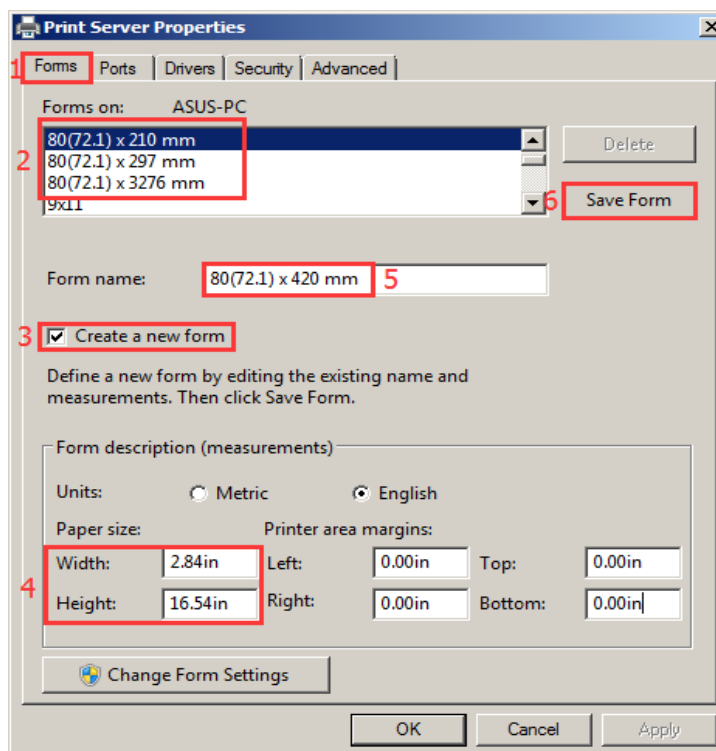 Print Server Properties
1 Forms Ports Drivers Security Advanced
Forms on: ASUS-PC
2
80(72.1) x 210 mm
80(72.1) x 297 mm
80(72.1) x 3276 mm
9x11
Delete
6 Save Form
Form name: 80(72.1) x 420 mm 5
3 Create a new form
Define a new form by editing the existing name and
measurements. Then click Save Form.
Form description (measurements)
Units: Metric English
Paper size: Printer area margins:
4
Width: 2.84in Left: 0.00in Top: 0.00in
Height: 16.54in Right: 0.00in Bottom: 0.00in
Change Form Settings
OK Cancel Apply